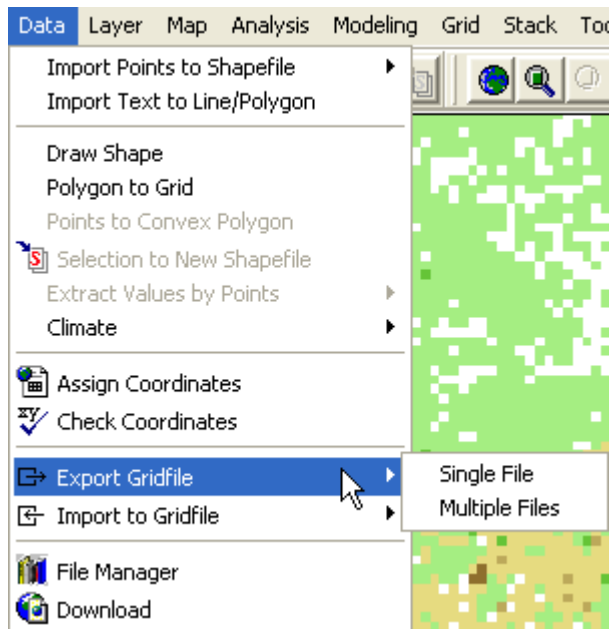 Data Layer Map Analysis Modeling Grid Stack
Import Points to Shapefile
Import Text to Line/Polygon
Draw Shape
Polygon to Grid
Points to Convex Polygon
Selection to New Shapefile
Extract Values by Points
Climate
Assign Coordinates
Check Coordinates
Export Gridfile
Single File
Multiple Files
Import to Gridfile
File Manager
Download